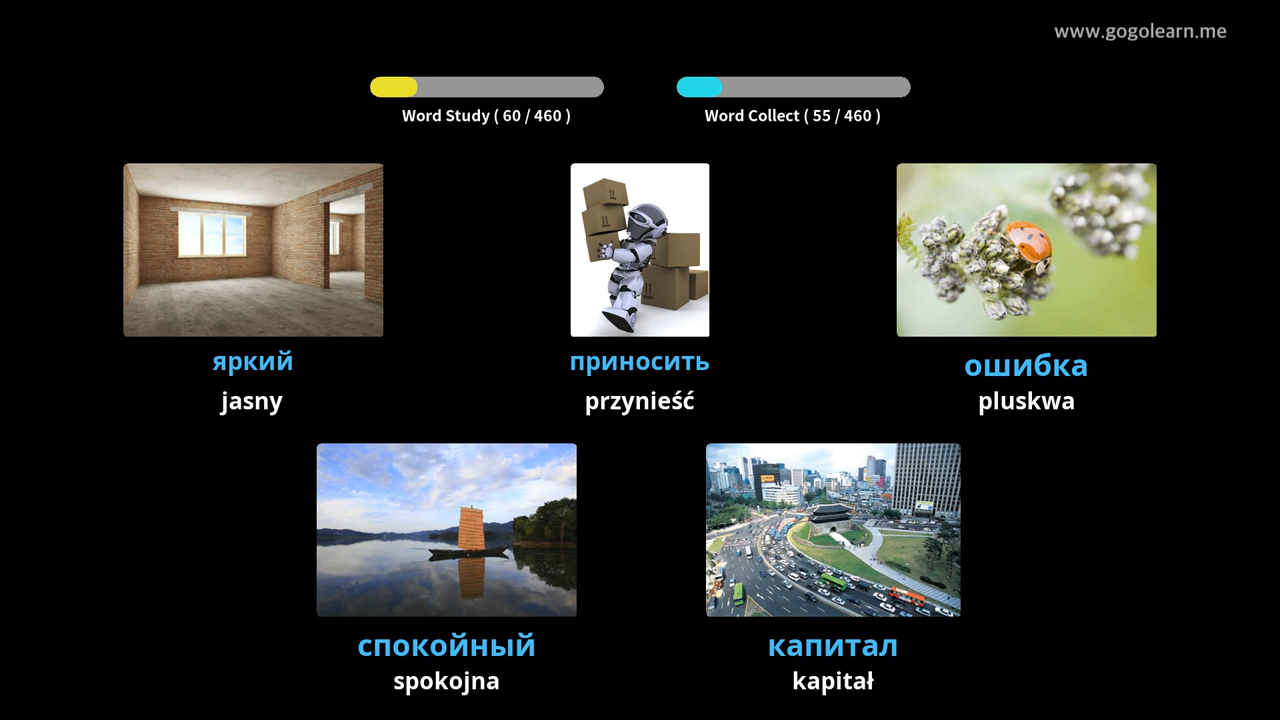 www.gogolearn.me
Word Study ( 60 / 460 )
Word Collect ( 55 / 460 )
яркий
jasny
приносить
przynieść
ошибка
pluskwa
спокойный
spokojna
капитал
kapitał